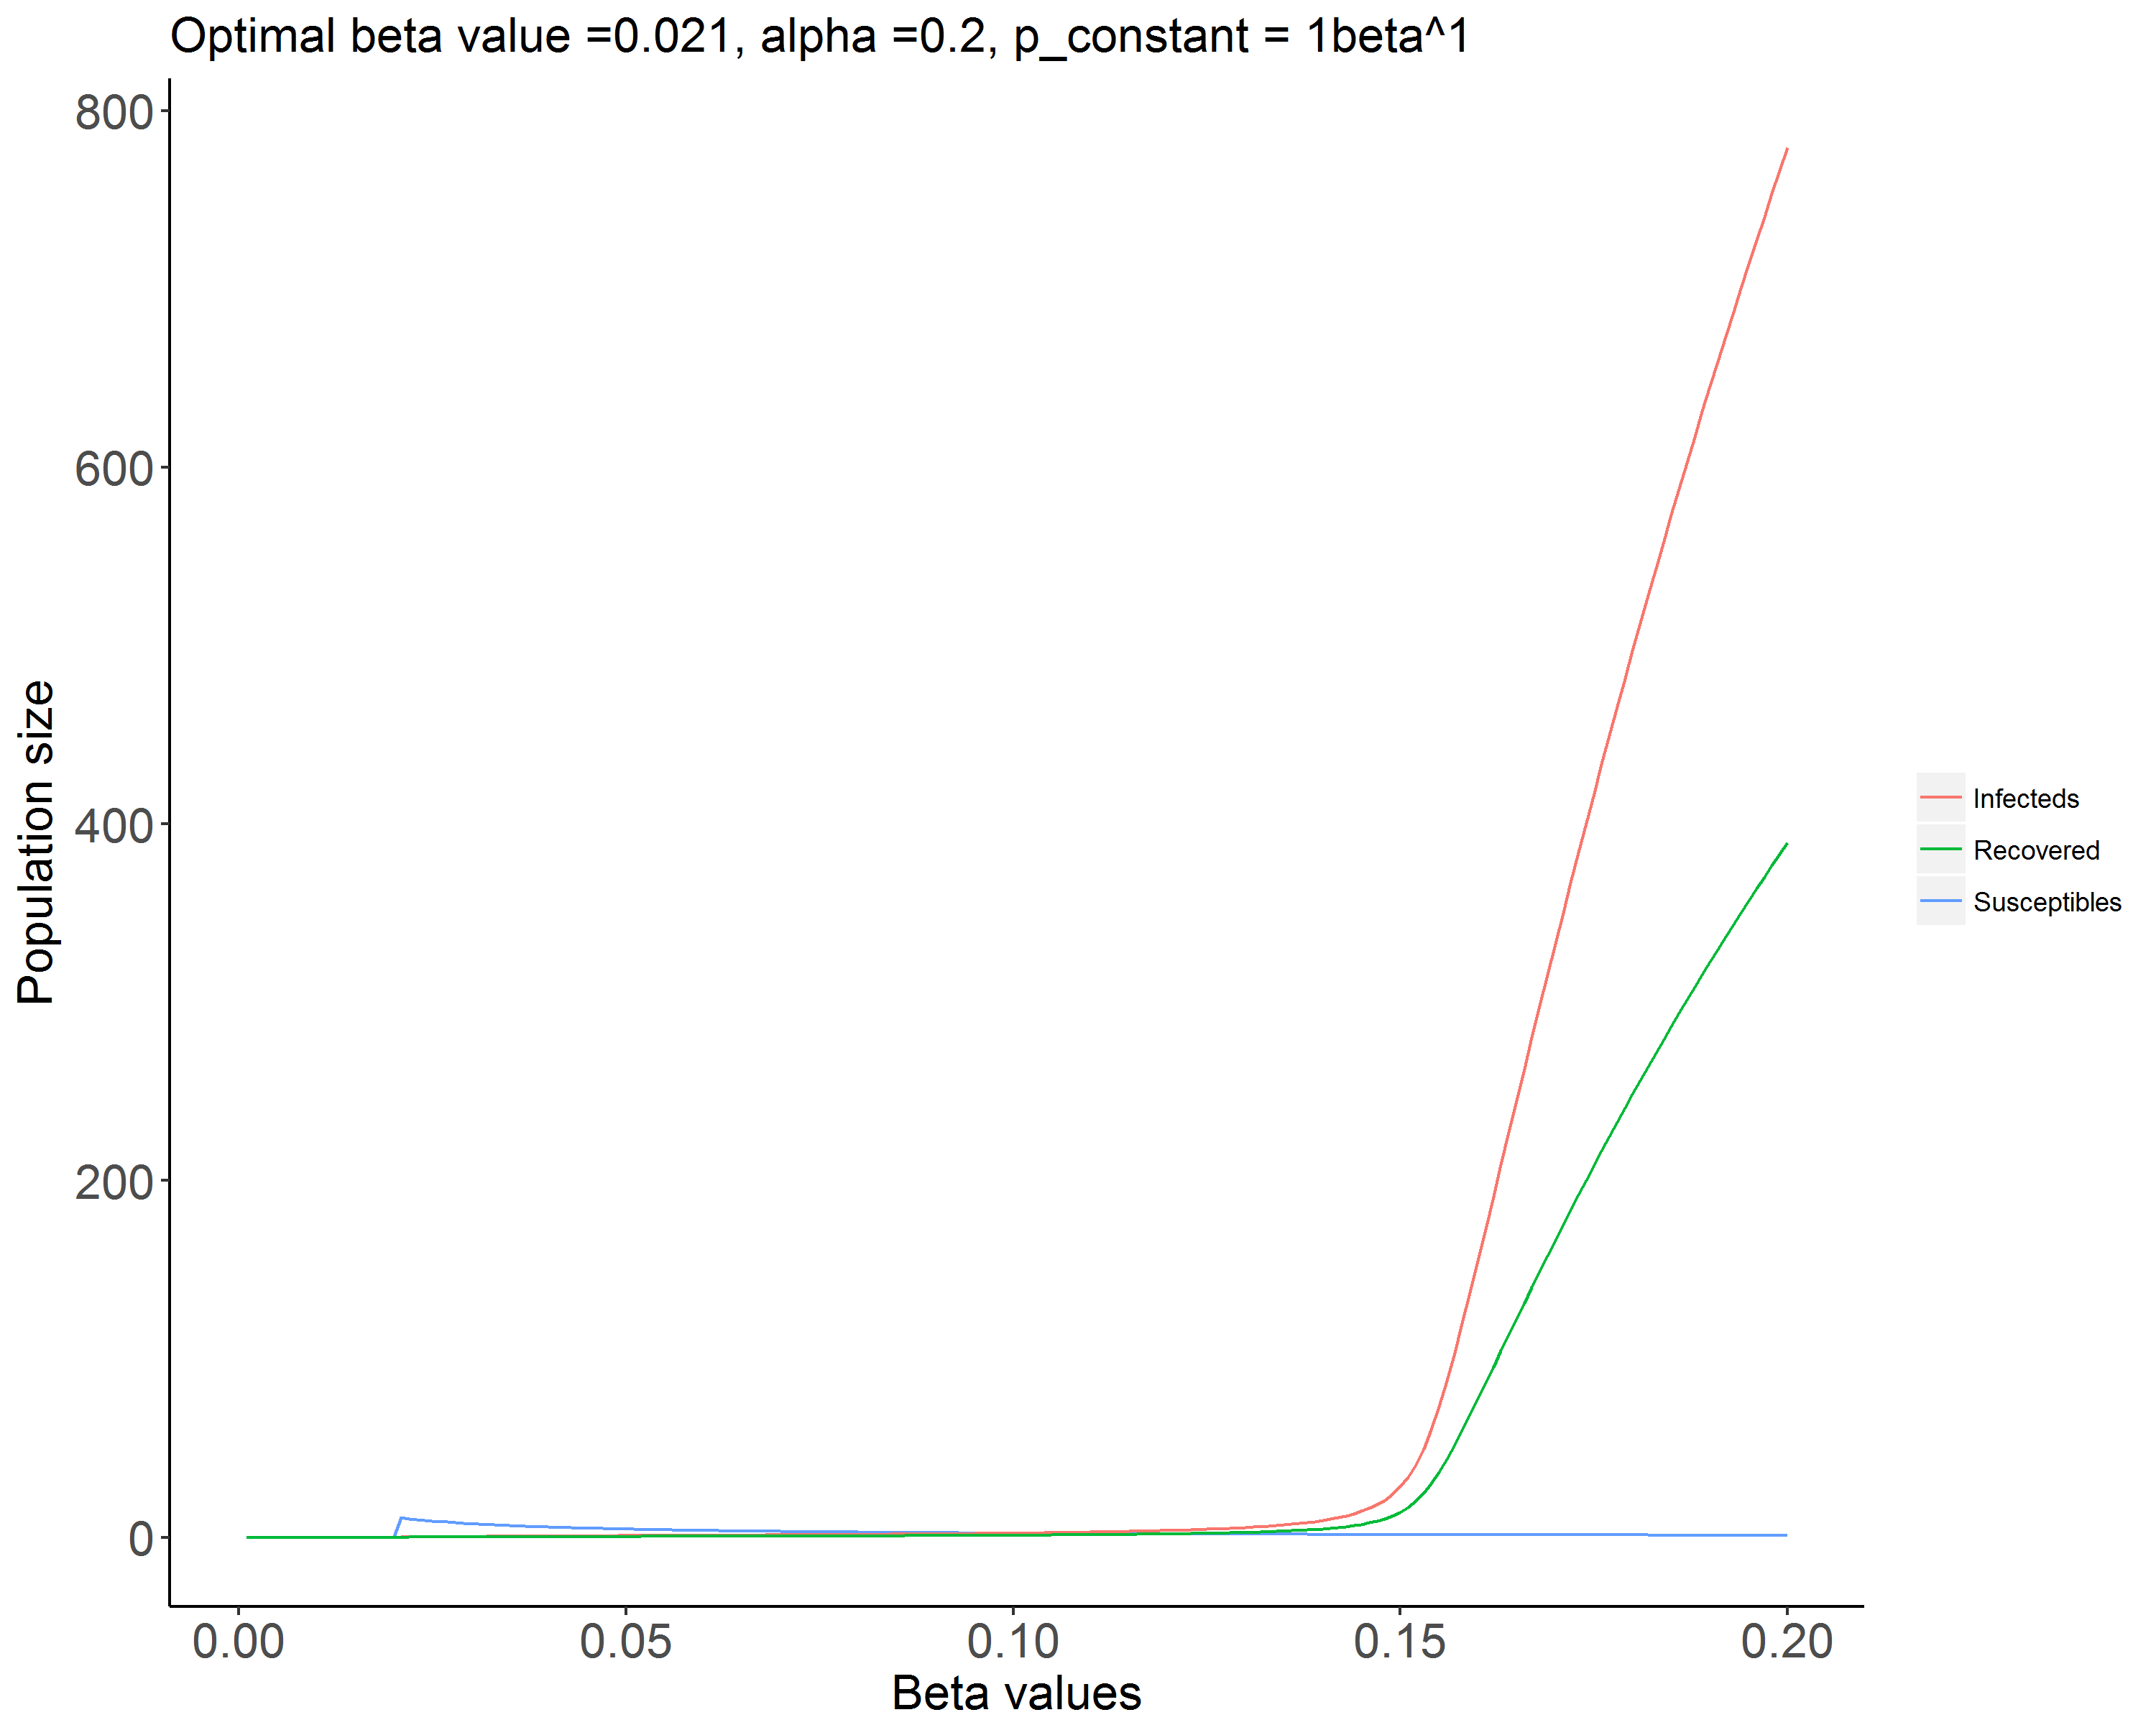 Optimal beta value =0.021, alpha =0.2, p_constant = 1beta^1
800
600
400
200
0
Population size
0.00 0.05 0.10 0.15 0.20
Beta values
Infecteds
Recovered
Susceptibles